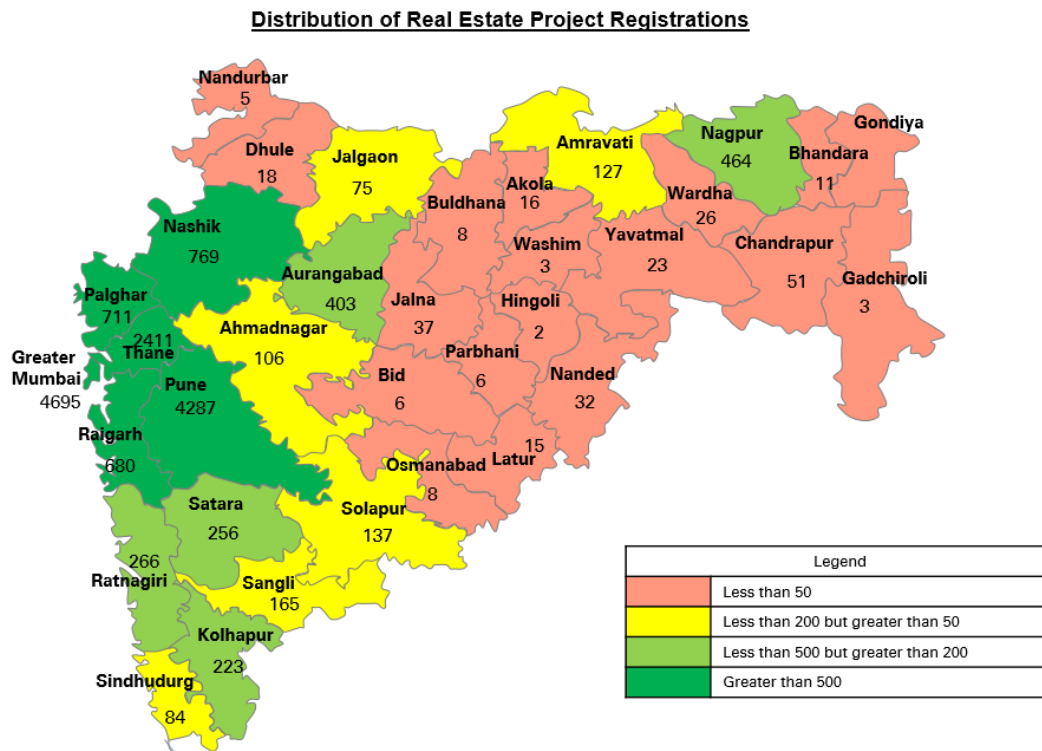 Distribution of Real Estate Project Registrations
Nandurbar
5
Dhule
18
Jalgaon
75
Buldhana
8
Akola
16
Amravati
127
Nagpur
464
Wardha
26
Bhandara
11
Gondiya
Nashik
769
Aurangabad
403
Washim
3
Yavatmal
23
Chandrapur
51
Gadchiroli
3
Palghar
711
2411
Thane
Ahmadnagar
106
Jalna
37
Hingoli
2
Parbhani
6
Nanded
32
Greater
Mumbai
4695
Pune
4287
Bid
6
Raigarh
680
Osmanabad
8
15
Latur
Satara
256
Solapur
137
266
Ratnagiri
Sangli
165
Kolhapur
223
Sindhudurg
84
Legend
Less than 50
Less than 200 but greater than 50
Less than 500 but greater than 200
Greater than 500